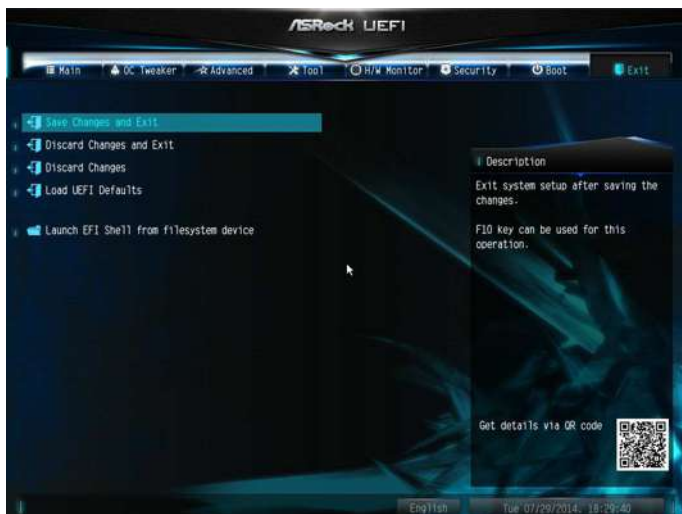 ASRock UEFI
Main
OC Tweaker
Advanced
Tool
H/W Monitor
Security
Boot
Exit
Save Changes and Exit
Discard Changes and Exit
Discard Changes
Load UEFI Defaults
Launch EFI Shell from filesystem device
Description
Exit system setup after saving the
changes.
F10 key can be used for this
operation.
Get details via QR code
English
Tue 07/29/2014, 18:29:40